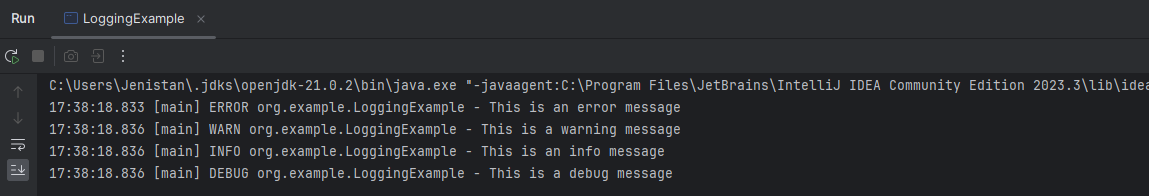 Run LoggingExample
C:\Users\Jenistan\.jdks\openjdk-21.0.2\bin\java.exe "-javaagent:C:\Program Files\JetBrains\IntelliJ IDEA Community Edition 2023.3\lib\idea
17:38:18.833 [main] ERROR org.example.LoggingExample - This is an error message
17:38:18.836 [main] WARN org.example.LoggingExample - This is a warning message
17:38:18.836 [main] INFO org.example.LoggingExample - This is an info message
17:38:18.836 [main] DEBUG org.example.LoggingExample - This is a debug message